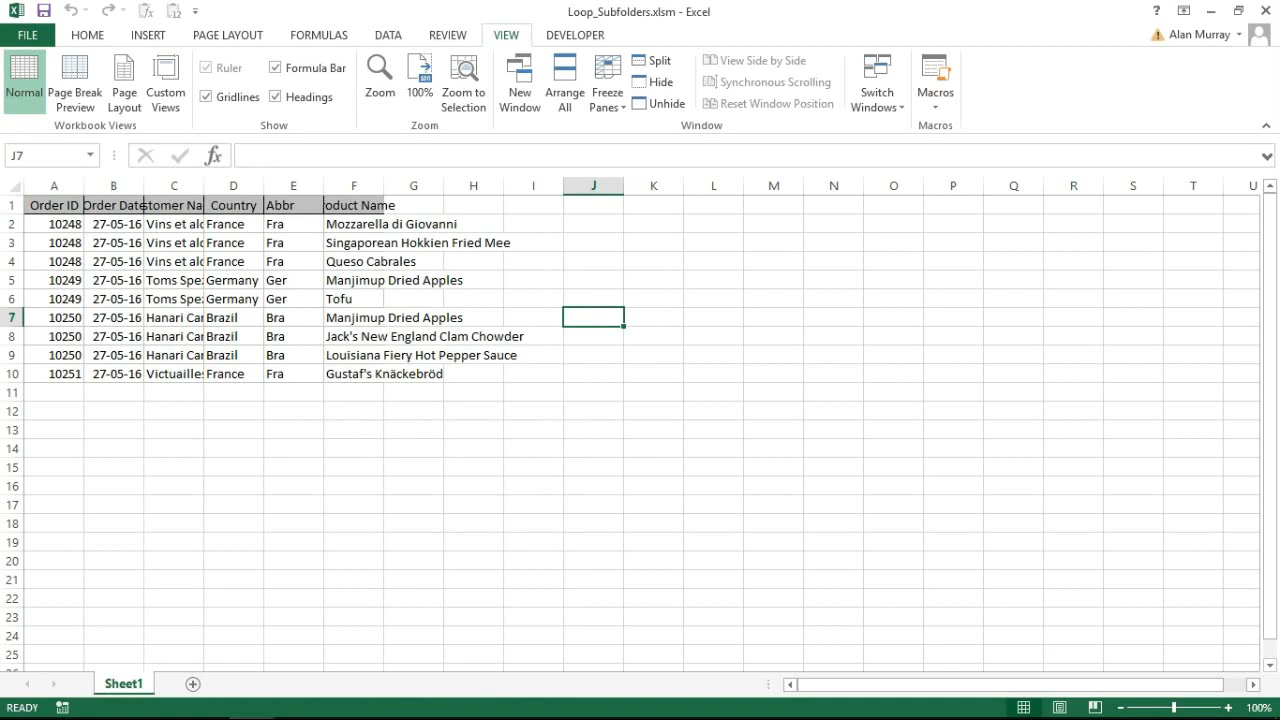 Loop_Subfolders.xlsm - Excel
?
FILE HOME INSERT PAGE LAYOUT FORMULAS DATA REVIEW VIEW DEVELOPER Alan Murray
Normal
Page Break Preview
Page Layout
Custom Views
Workbook Views
Ruler
Formula Bar
Gridlines
Headings
Show
Zoom
100%
Zoom to Selection
Zoom
New Window
Arrange All
Freeze Panes
Split
Hide
Unhide
View Side by Side
Synchronous Scrolling
Reset Window Position
Window
Switch Windows
Macros
Macros
J7 fx
A B C D E F G H I J K L M N O P Q R S T U
1 Order ID Order Date stomer Na Country Abbr roduct Name
2 10248 27-05-16 Vins et alc France Fra Mozzarella di Giovanni
3 10248 27-05-16 Vins et alc France Fra Singaporean Hokkien Fried Mee
4 10248 27-05-16 Vins et alc France Fra Queso Cabrales
5 10249 27-05-16 Toms Spez Germany Ger Manjimup Dried Apples
6 10249 27-05-16 Toms Spez Germany Ger Tofu
7 10250 27-05-16 Hanari Car Brazil Bra Manjimup Dried Apples
8 10250 27-05-16 Hanari Car Brazil Bra Jack's New England Clam Chowder
9 10250 27-05-16 Hanari Car Brazil Bra Louisiana Fiery Hot Pepper Sauce
10 10251 27-05-16 Victuailles France Fra Gustaf's Knäckebröd
11
12
13
14
15
16
17
18
19
20
21
22
23
24
25
Sheet1
READY 100%